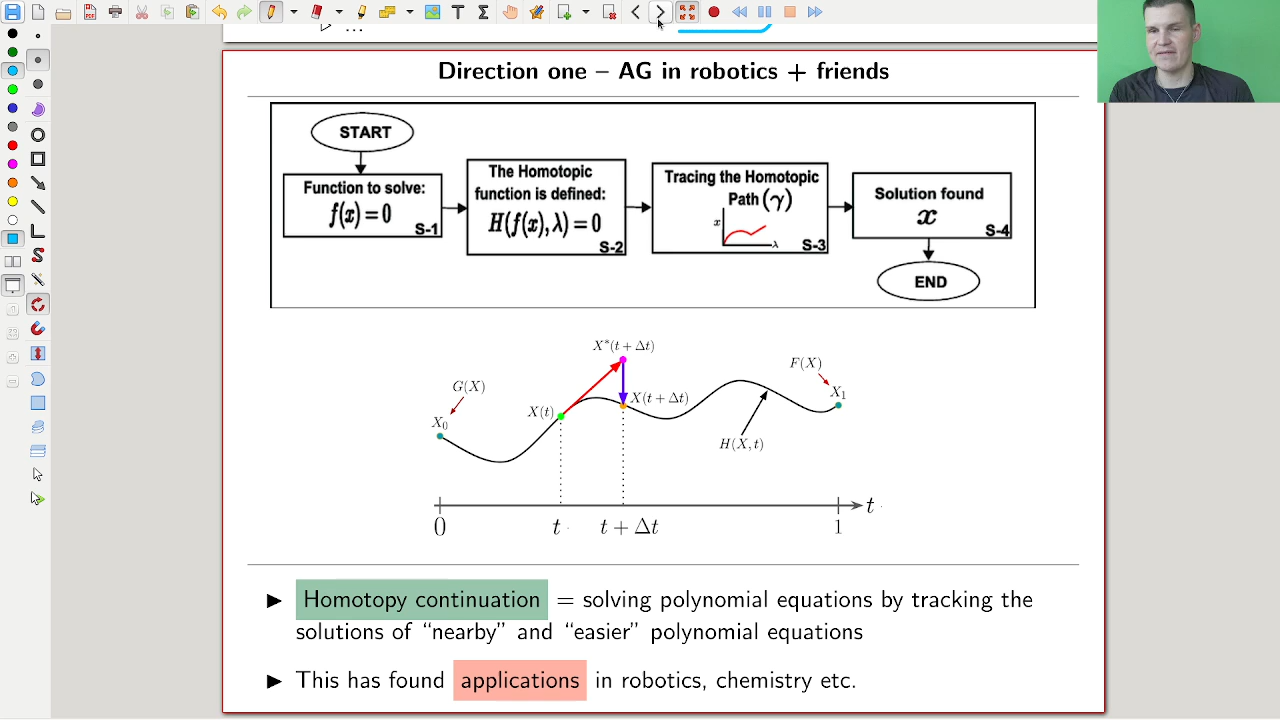 ...
Direction one – AG in robotics + friends
START
Function to solve:
f(x) = 0
S-1
The Homotopic
function is defined:
H(f(x), λ) = 0
S-2
Tracing the Homotopic
Path (γ)
x
λ
S-3
Solution found
x
S-4
END
X*(t + Δt)
G(X)
F(X)
X₀
X(t)
X(t + Δt)
X₁
H(X, t)
t
0
t
t + Δt
1
▶ Homotopy continuation = solving polynomial equations by tracking the
solutions of “nearby” and “easier” polynomial equations
▶ This has found applications in robotics, chemistry etc.